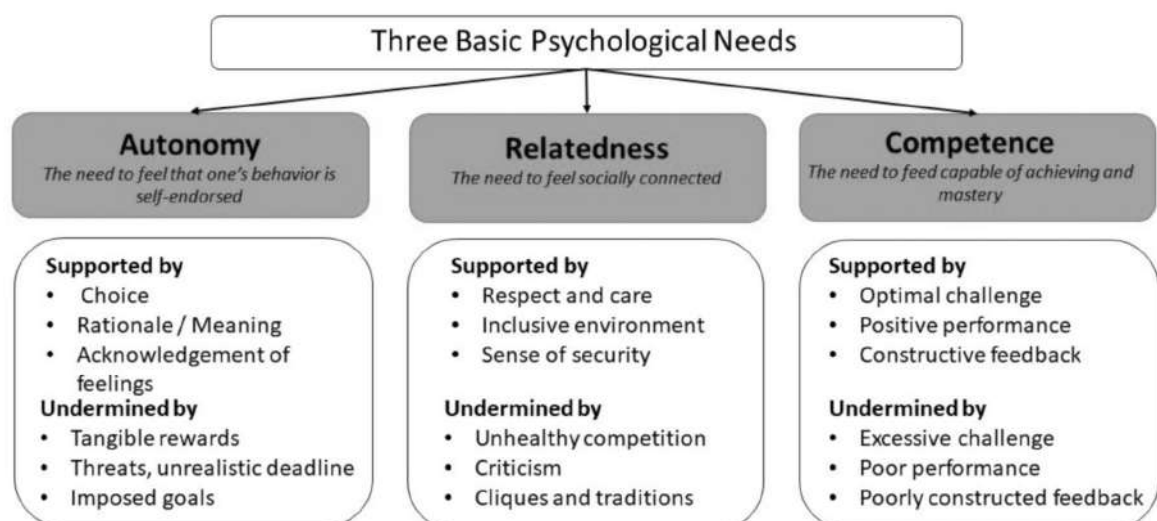 Three Basic Psychological Needs
Autonomy
The need to feel that one's behavior is
self-endorsed
Supported by
• Choice
• Rationale / Meaning
• Acknowledgement of
feelings
Undermined by
• Tangible rewards
• Threats, unrealistic deadline
• Imposed goals
Relatedness
The need to feel socially connected
Supported by
• Respect and care
• Inclusive environment
• Sense of security
Undermined by
• Unhealthy competition
• Criticism
• Cliques and traditions
Competence
The need to feed capable of achieving and
mastery
Supported by
• Optimal challenge
• Positive performance
• Constructive feedback
Undermined by
• Excessive challenge
• Poor performance
• Poorly constructed feedback